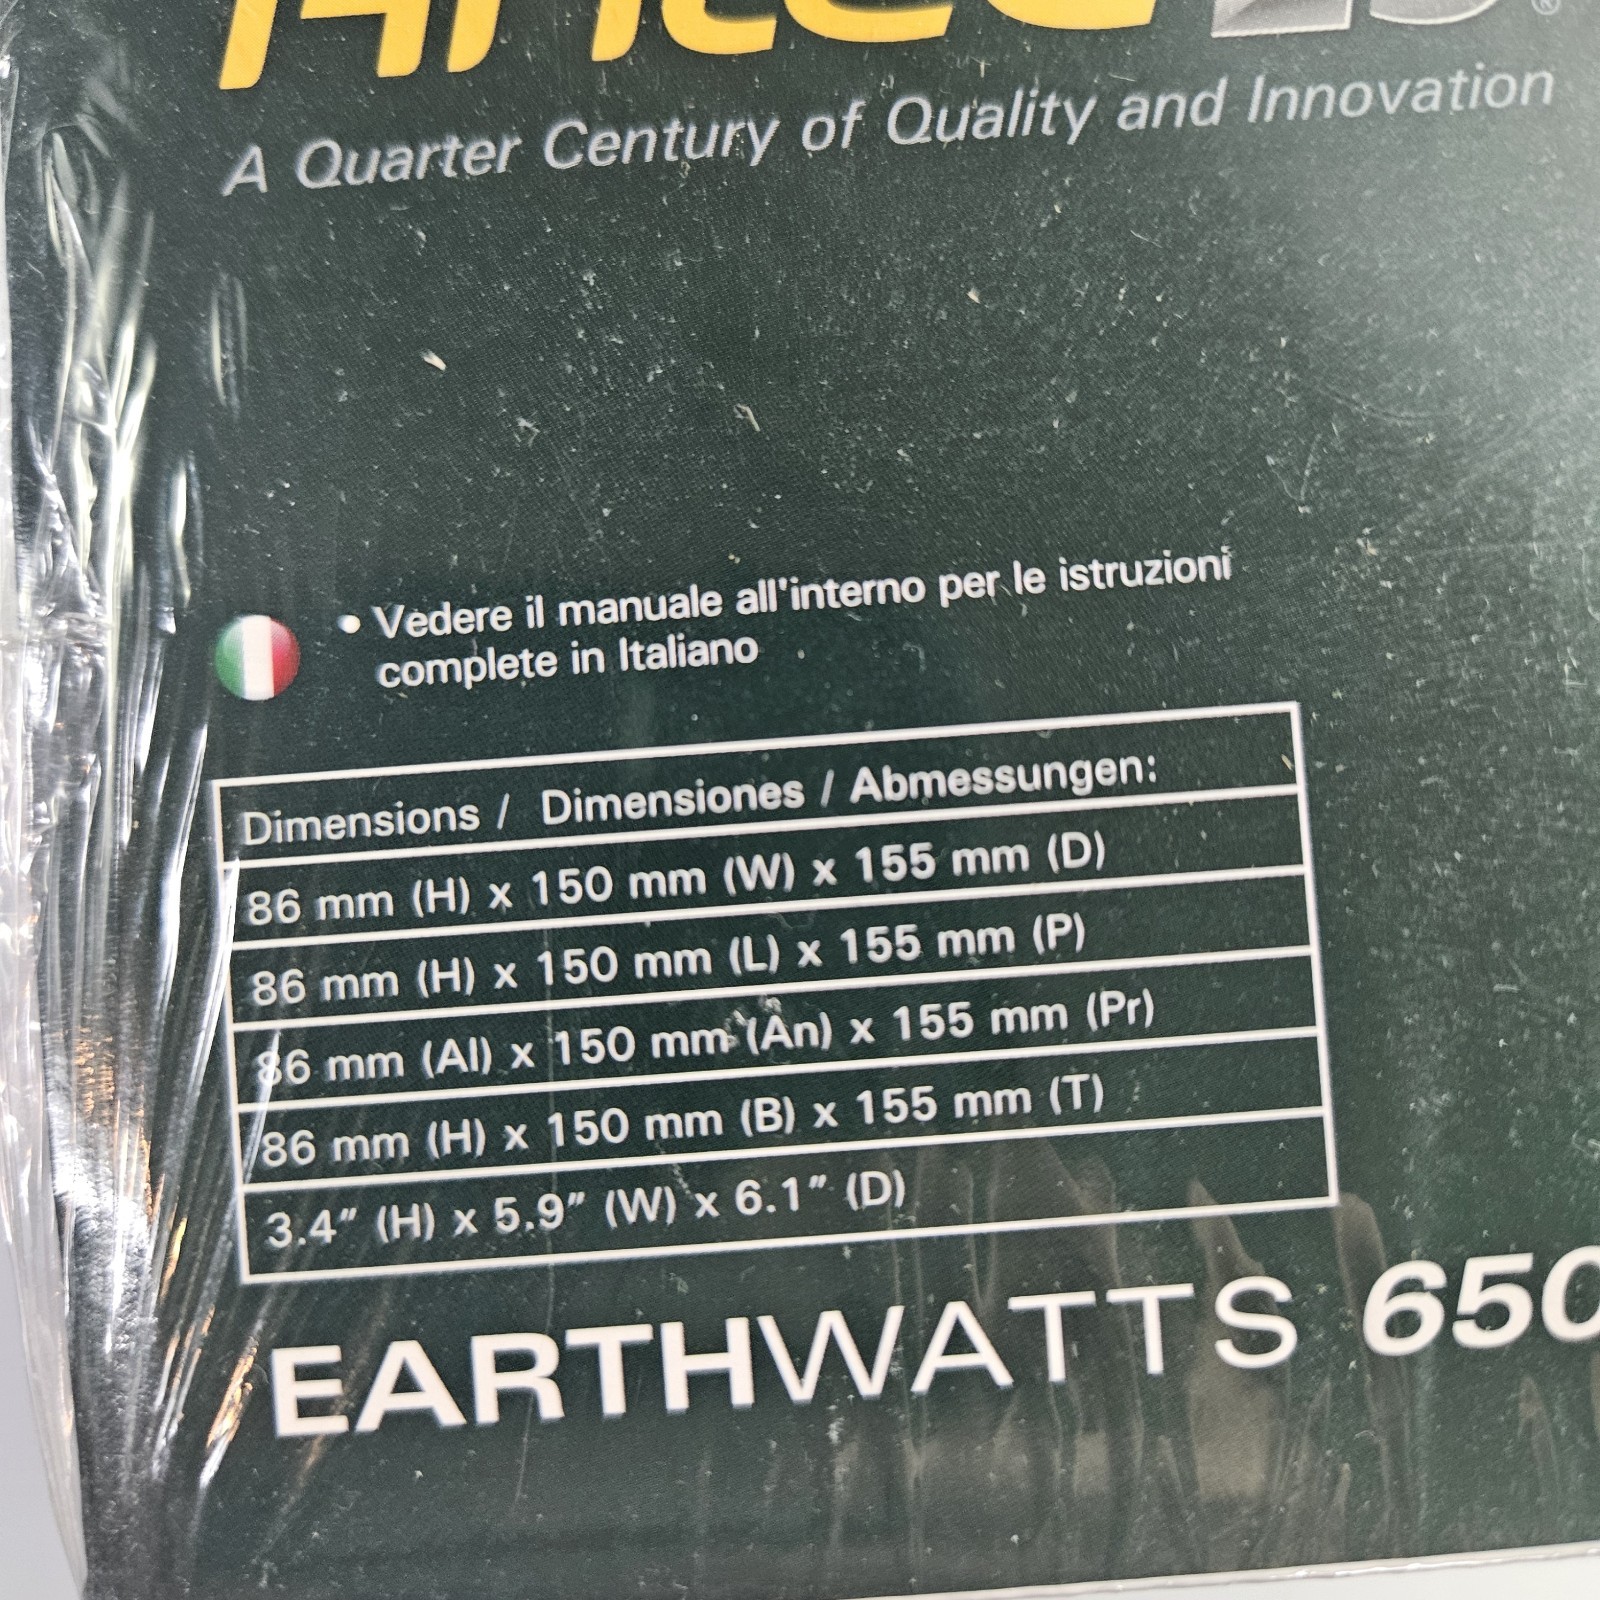 Antec 25®
A Quarter Century of Quality and Innovation
• Vedere il manuale all'interno per le istruzioni
complete in Italiano
Dimensions / Dimensiones / Abmessungen:
86 mm (H) x 150 mm (W) x 155 mm (D)
86 mm (H) x 150 mm (L) x 155 mm (P)
86 mm (Al) x 150 mm (An) x 155 mm (Pr)
86 mm (H) x 150 mm (B) x 155 mm (T)
3.4" (H) x 5.9" (W) x 6.1" (D)
EARTHWATTS 650